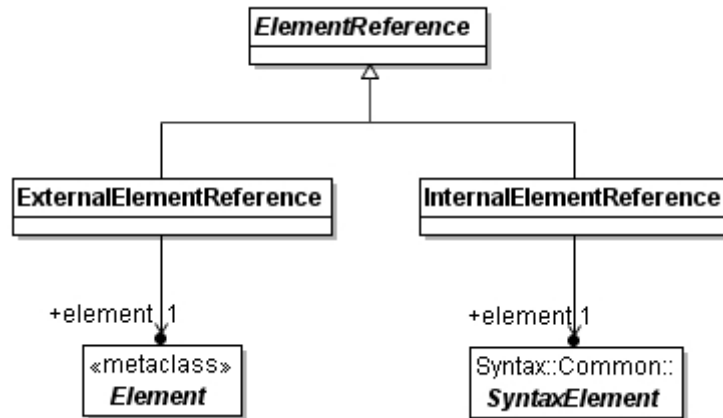 ElementReference
ExternalElementReference
InternalElementReference
+element 1
+element 1
«metaclass»
Element
Syntax::Common::
SyntaxElement